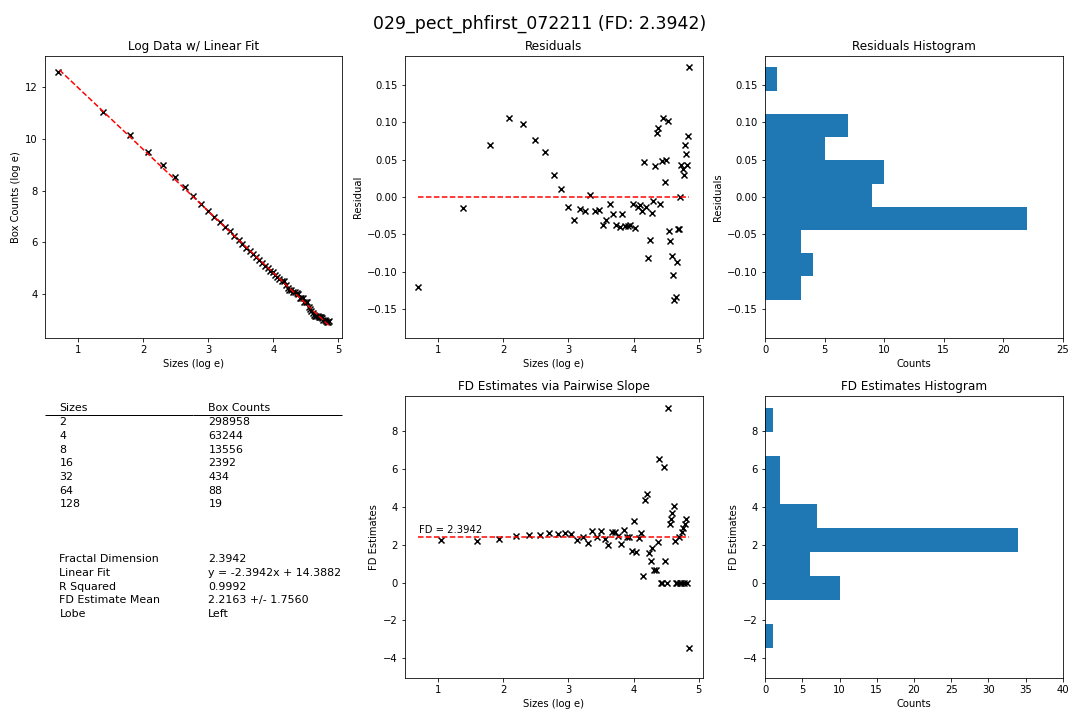 029_pect_phfirst_072211 (FD: 2.3942)
Log Data w/ Linear Fit
Box Counts (log e)
12
10
8
6
4
1 2 3 4 5
Sizes (log e)
Residuals
Residual
0.15
0.10
0.05
0.00
−0.05
−0.10
−0.15
1 2 3 4 5
Sizes (log e)
Residuals Histogram
Residuals
0.15
0.10
0.05
0.00
−0.05
−0.10
−0.15
0 5 10 15 20 25
Counts
Sizes Box Counts
2 298958
4 63244
8 13556
16 2392
32 434
64 88
128 19
Fractal Dimension 2.3942
Linear Fit y = -2.3942x + 14.3882
R Squared 0.9992
FD Estimate Mean 2.2163 +/- 1.7560
Lobe Left
FD Estimates via Pairwise Slope
FD Estimates
8
6
4
2
0
−2
−4
FD = 2.3942
1 2 3 4 5
Sizes (log e)
FD Estimates Histogram
FD Estimates
8
6
4
2
0
−2
−4
0 5 10 15 20 25 30 35 40
Counts